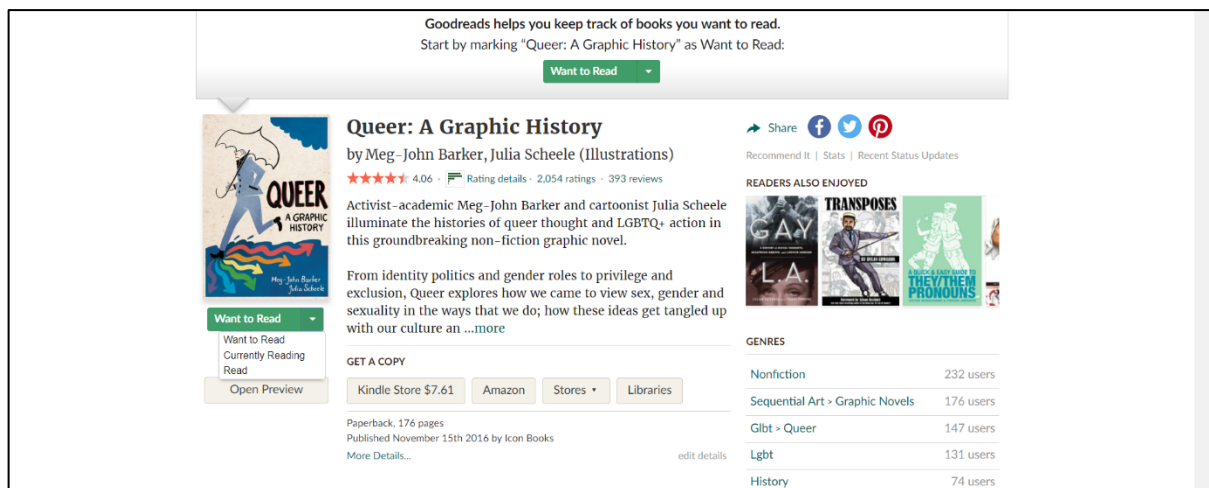 Goodreads helps you keep track of books you want to read.
Start by marking “Queer: A Graphic History” as Want to Read:
Want to Read
QUEER
A GRAPHIC
HISTORY
Meg-John Barker
Julia Scheele
Want to Read
Want to Read
Currently Reading
Read
Open Preview
Queer: A Graphic History
by Meg-John Barker, Julia Scheele (Illustrations)
4.06 · Rating details · 2,054 ratings · 393 reviews
Activist-academic Meg-John Barker and cartoonist Julia Scheele
illuminate the histories of queer thought and LGBTQ+ action in
this groundbreaking non-fiction graphic novel.
From identity politics and gender roles to privilege and
exclusion, Queer explores how we came to view sex, gender and
sexuality in the ways that we do; how these ideas get tangled up
with our culture an ...more
GET A COPY
Kindle Store $7.61
Amazon
Stores
Libraries
Paperback, 176 pages
Published November 15th 2016 by Icon Books
More Details...
edit details
Share
Recommend It | Stats | Recent Status Updates
READERS ALSO ENJOYED
GAY
L.A.
TRANSPOSES
A QUICK & EASY GUIDE TO
THEY/THEM
PRONOUNS
GENRES
Nonfiction 232 users
Sequential Art > Graphic Novels 176 users
Glbt > Queer 147 users
Lgbt 131 users
History 74 users